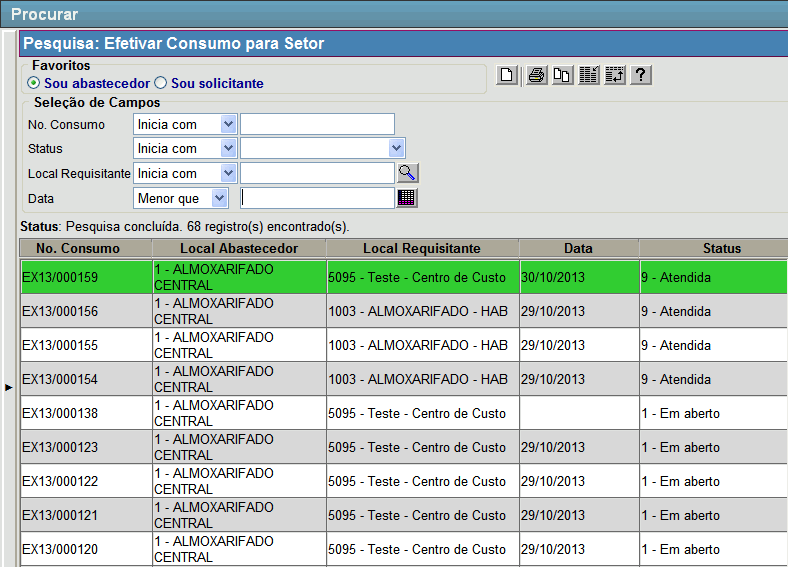 Procurar
Pesquisa: Efetivar Consumo para Setor
Favoritos
Sou abastecedor Sou solicitante
Seleção de Campos
No. Consumo Inicia com
Status Inicia com
Local Requisitante Inicia com
Data Menor que
Status: Pesquisa concluída. 68 registro(s) encontrado(s).
No. Consumo Local Abastecedor Local Requisitante Data Status
EX13/000159 1 - ALMOXARIFADO CENTRAL 5095 - Teste - Centro de Custo 30/10/2013 9 - Atendida
EX13/000156 1 - ALMOXARIFADO CENTRAL 1003 - ALMOXARIFADO - HAB 29/10/2013 9 - Atendida
EX13/000155 1 - ALMOXARIFADO CENTRAL 1003 - ALMOXARIFADO - HAB 29/10/2013 9 - Atendida
EX13/000154 1 - ALMOXARIFADO CENTRAL 1003 - ALMOXARIFADO - HAB 29/10/2013 9 - Atendida
EX13/000138 1 - ALMOXARIFADO CENTRAL 5095 - Teste - Centro de Custo 1 - Em aberto
EX13/000123 1 - ALMOXARIFADO CENTRAL 5095 - Teste - Centro de Custo 29/10/2013 1 - Em aberto
EX13/000122 1 - ALMOXARIFADO CENTRAL 5095 - Teste - Centro de Custo 29/10/2013 1 - Em aberto
EX13/000121 1 - ALMOXARIFADO CENTRAL 5095 - Teste - Centro de Custo 29/10/2013 1 - Em aberto
EX13/000120 1 - ALMOXARIFADO CENTRAL 5095 - Teste - Centro de Custo 29/10/2013 1 - Em aberto